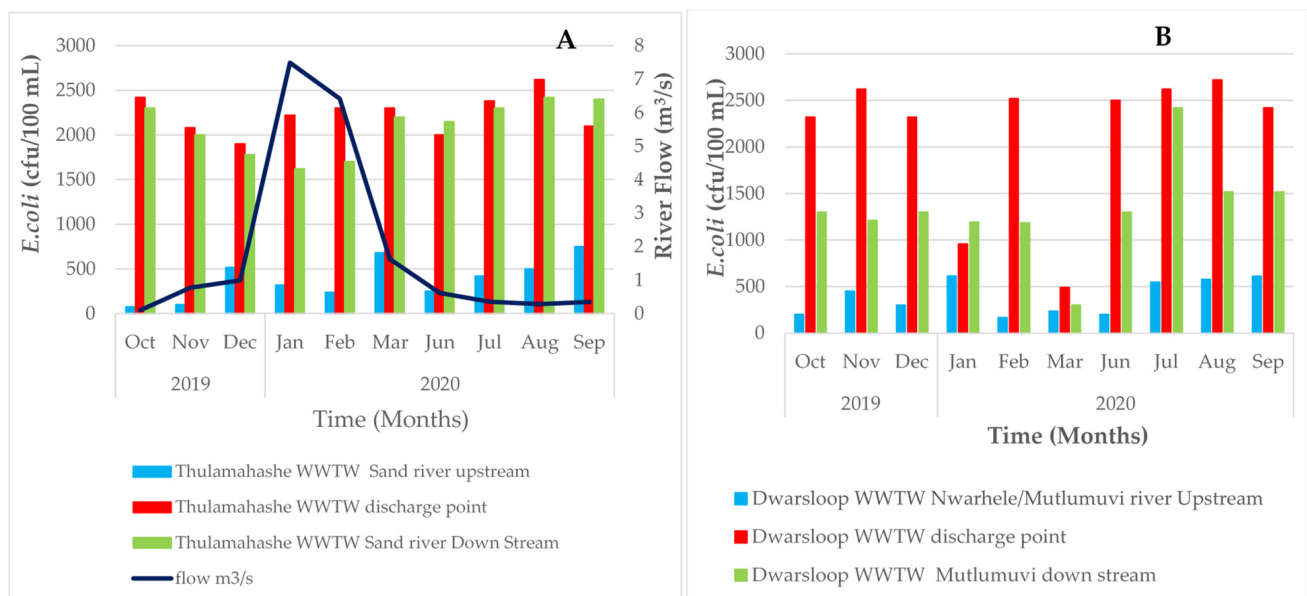 A
3000
2500
2000
1500
1000
500
0
E.coli (cfu/100 mL)
8
7
6
5
4
3
2
1
0
River Flow (m³/s)
Oct Nov Dec Jan Feb Mar Jun Jul Aug Sep
2019 2020
Time (Months)
Thulamahashe WWTW Sand river upstream
Thulamahashe WWTW discharge point
Thulamahashe WWTW Sand river Down Stream
flow m3/s
B
3000
2500
2000
1500
1000
500
0
E.coli (cfu/100 mL)
Oct Nov Dec Jan Feb Mar Jun Jul Aug Sep
2019 2020
Time (Months)
Dwarsloop WWTW Nwarhele/Mutlumuvi river Upstream
Dwarsloop WWTW discharge point
Dwarsloop WWTW Mutlumuvi down stream